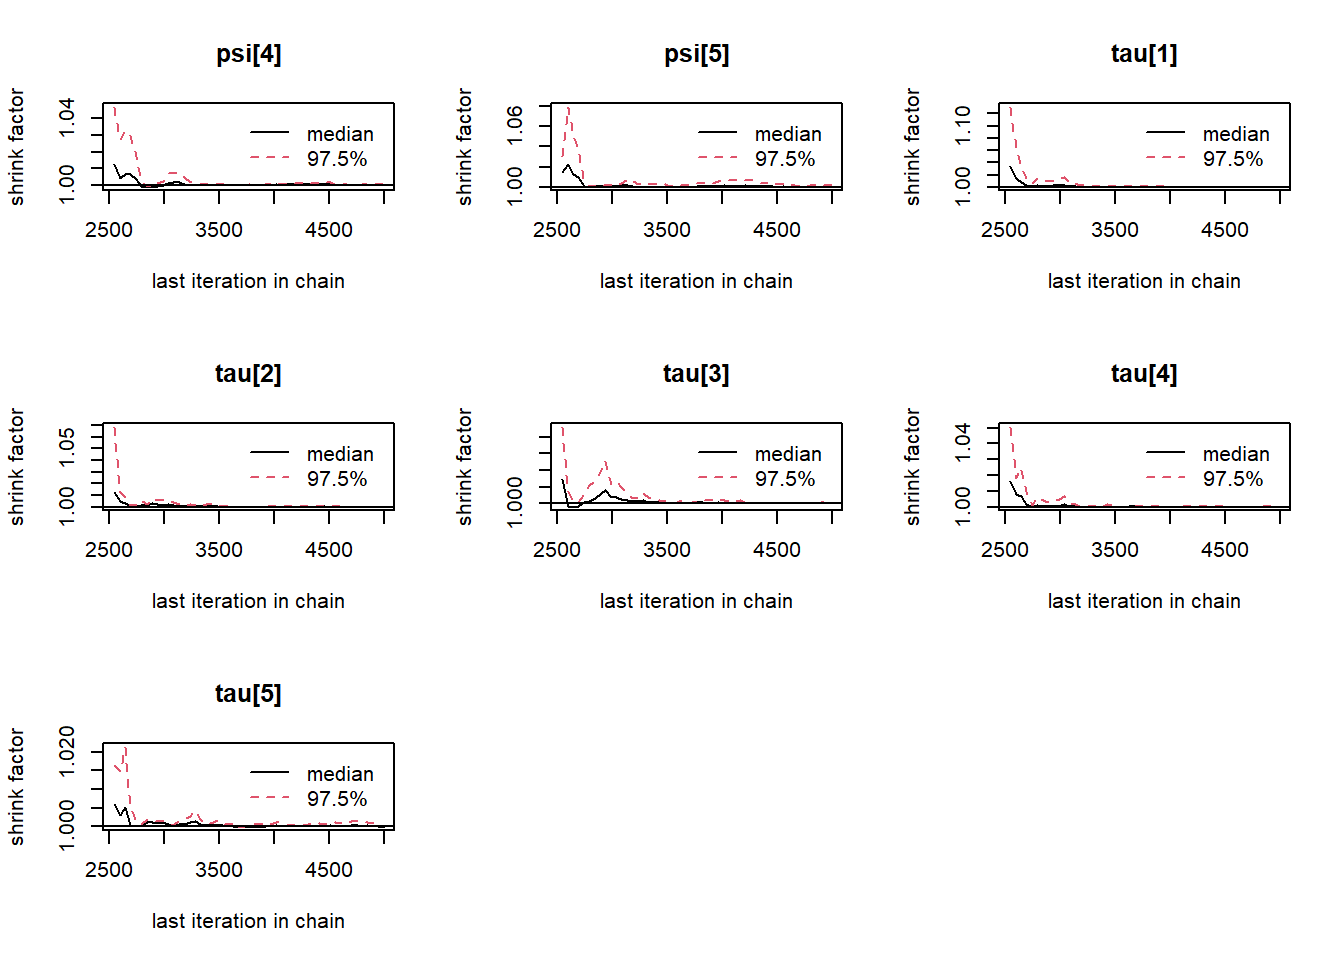 psi[4]
shrink factor
1.04
1.00
median
97.5%
2500 3500 4500
last iteration in chain
psi[5]
shrink factor
1.06
1.00
median
97.5%
2500 3500 4500
last iteration in chain
tau[1]
shrink factor
1.10
1.00
median
97.5%
2500 3500 4500
last iteration in chain
tau[2]
shrink factor
1.05
1.00
median
97.5%
2500 3500 4500
last iteration in chain
tau[3]
shrink factor
1.000
median
97.5%
2500 3500 4500
last iteration in chain
tau[4]
shrink factor
1.04
1.00
median
97.5%
2500 3500 4500
last iteration in chain
tau[5]
shrink factor
1.020
1.000
median
97.5%
2500 3500 4500
last iteration in chain